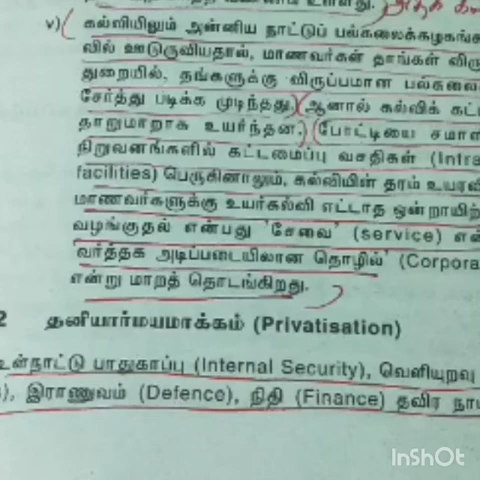 v) கல்வியிலும் அன்னிய நாட்டுப் பல்கலைக்கழகங்க
வில் ஊடுருவியதால், மாணவர்கள் தாங்கள் விரு
துறையில், தங்களுக்கு விருப்பமான பல்கலை
சேர்த்து படிக்க முடிந்தது. ஆனால் கல்விக் கட்
தாறுமாறாக உயர்ந்தன. போட்டியை சமா
நிறுவனங்களில் கட்டமைப்பு வசதிகள் (Infra
facilities) பெருகினாலும், கல்வியின் தரம் உயர
மாணவர்களுக்கு உயர்கல்வி எட்டாத ஒன்றாயிற்
வழங்குதல் என்பது 'சேவை' (service) என்
வர்த்தக அடிப்படையிலான தொழில்' (Corpora
என்று மாறத் தொடங்கிறது.
2 தனியார்மயமாக்கம் (Privatisation)
உள்நாட்டு பாதுகாப்பு (Internal Security), வெளியுறவு
), இராணுவம் (Defence), நிதி (Finance) தவிர நா
InShOt